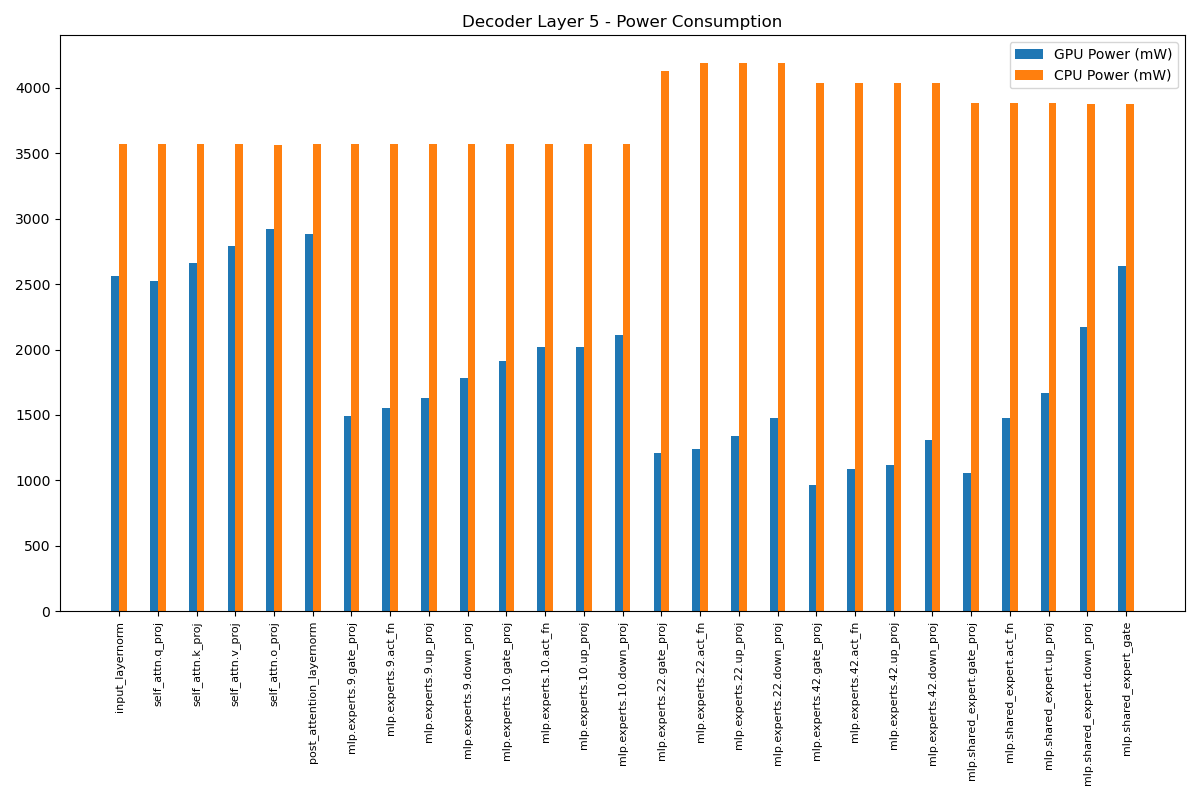 Decoder Layer 5 - Power Consumption
GPU Power (mW)
CPU Power (mW)
4000
3500
3000
2500
2000
1500
1000
500
0
input_layernorm
self_attn.q_proj
self_attn.k_proj
self_attn.v_proj
self_attn.o_proj
post_attention_layernorm
mlp.experts.9.gate_proj
mlp.experts.9.act_fn
mlp.experts.9.up_proj
mlp.experts.9.down_proj
mlp.experts.10.gate_proj
mlp.experts.10.act_fn
mlp.experts.10.up_proj
mlp.experts.10.down_proj
mlp.experts.22.gate_proj
mlp.experts.22.act_fn
mlp.experts.22.up_proj
mlp.experts.22.down_proj
mlp.experts.42.gate_proj
mlp.experts.42.act_fn
mlp.experts.42.up_proj
mlp.experts.42.down_proj
mlp.shared_expert.gate_proj
mlp.shared_expert.act_fn
mlp.shared_expert.up_proj
mlp.shared_expert.down_proj
mlp.shared_expert_gate